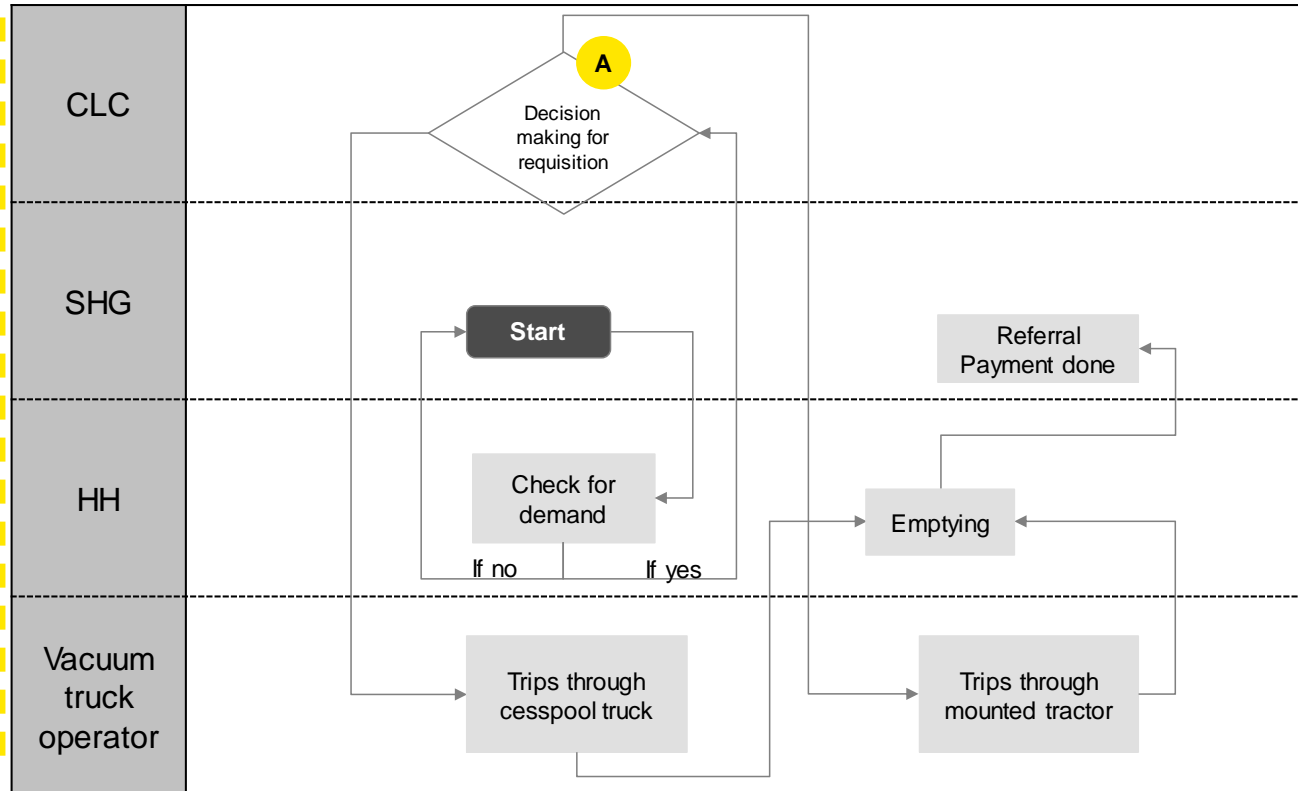 CLC
A
Decision
making for
requisition
SHG
Start
Referral
Payment done
HH
Check for
demand
If no
If yes
Emptying
Vacuum
truck
operator
Trips through
cesspool truck
Trips through
mounted tractor